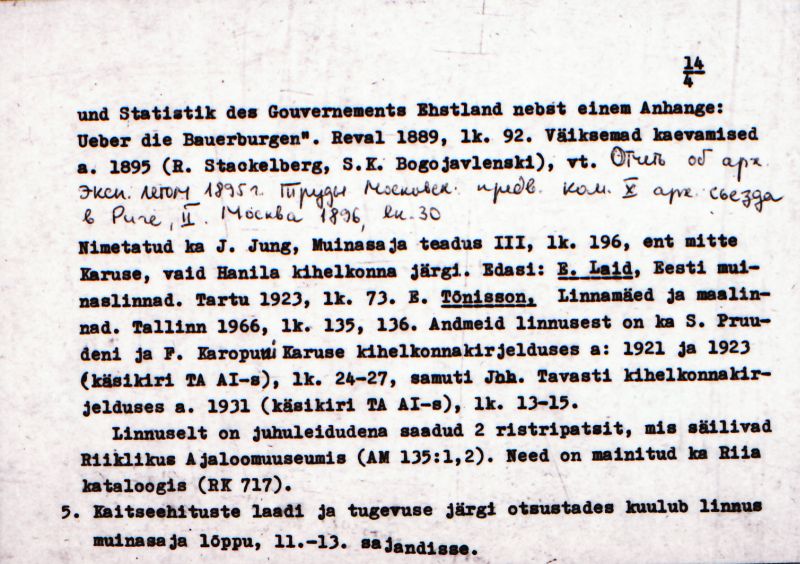 14
4
und Statistik des Gouvernements Ehstland nebst einem Anhange:
Ueber die Bauerburgen". Reval 1889, lk. 92. Väiksemad kaevamised
a. 1895 (R. Stackelberg, S.K. Bogojavlenski), vt. Отчетъ об арх.
эксп. летом 1895 г. Труды Московск. предв. ком. X арх. съезда
в Риге, II. Москва 1896, lk. 30
Nimetatud ka J. Jung, Muinasaja teadus III, lk. 196, ent mitte
Karuse, vaid Hanila kihelkonna järgi. Edasi: E. Laid, Eesti mui-
naslinnad. Tartu 1923, lk. 73. E. Tõnisson, Linnamäed ja maalin-
nad. Tallinn 1966, lk. 135, 136. Andmeid linnusest on ka S. Pruu-
deni ja F. Karopuu Karuse kihelkonnakirjelduses a: 1921 ja 1923
(käsikiri TA AI-s), lk. 24-27, samuti Joh. Tavasti kihelkonnakir-
jelduses a. 1931 (käsikiri TA AI-s), lk. 13-15.
Linnuselt on juhuleidudena saadud 2 ristripatsit, mis säilivad
Riiklikus Ajaloomuuseumis (AM 135:1,2). Need on mainitud ka Riia
kataloogis (RK 717).
5. Kaitseehituste laadi ja tugevuse järgi otsustades kuulub linnus
muinasaja lõppu, 11.-13. sajandisse.